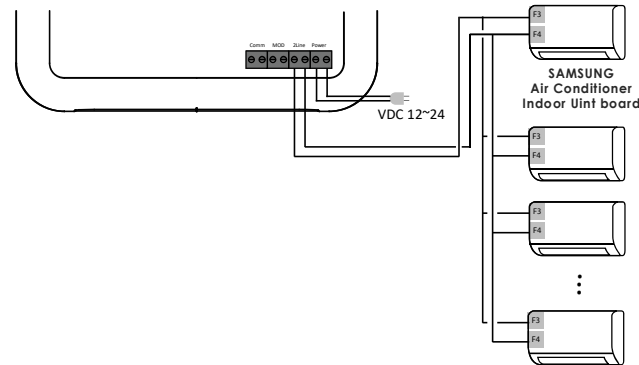 F3
F4
Comm MOD 2Line Power
SAMSUNG
Air Conditioner
Indoor Uint board
VDC 12~24
F3
F4
F3
F4
F3
F4